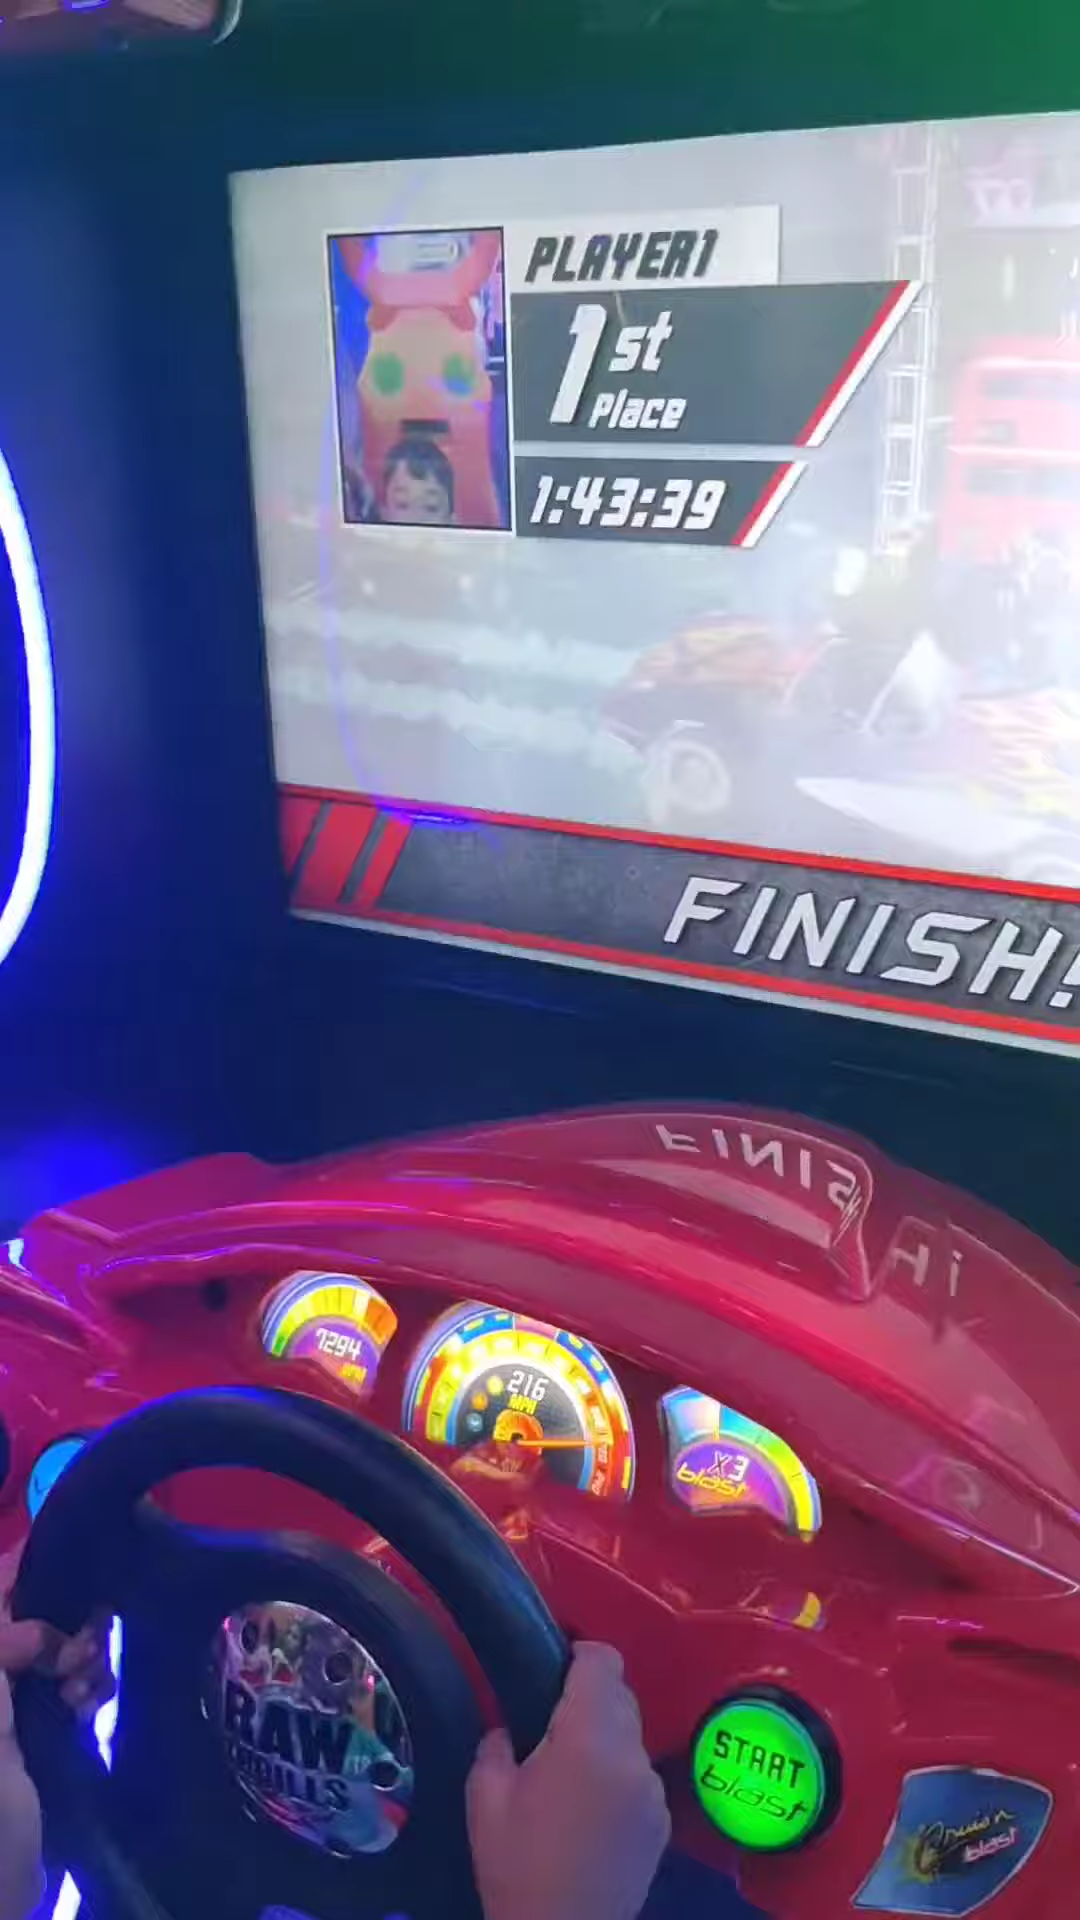 PLAYER1
1st
Place
1:43:39
FINISH!
FINIS
H!
7294
RPM
216
MPH
X3
blast
RAW
THRILLS
START
blast
Cruis'n
blast